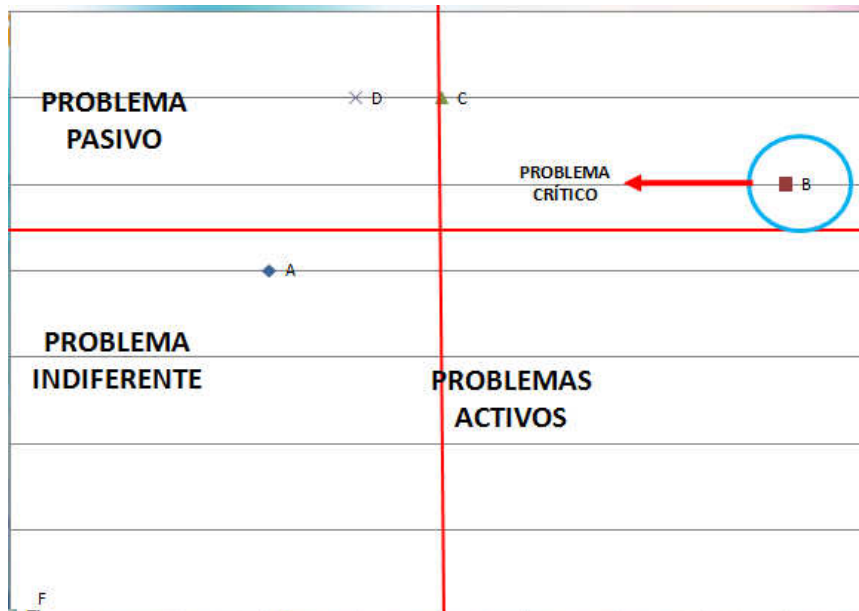 PROBLEMA
PASIVO
D
C
PROBLEMA
CRÍTICO
B
A
PROBLEMA
INDIFERENTE
PROBLEMAS
ACTIVOS
F